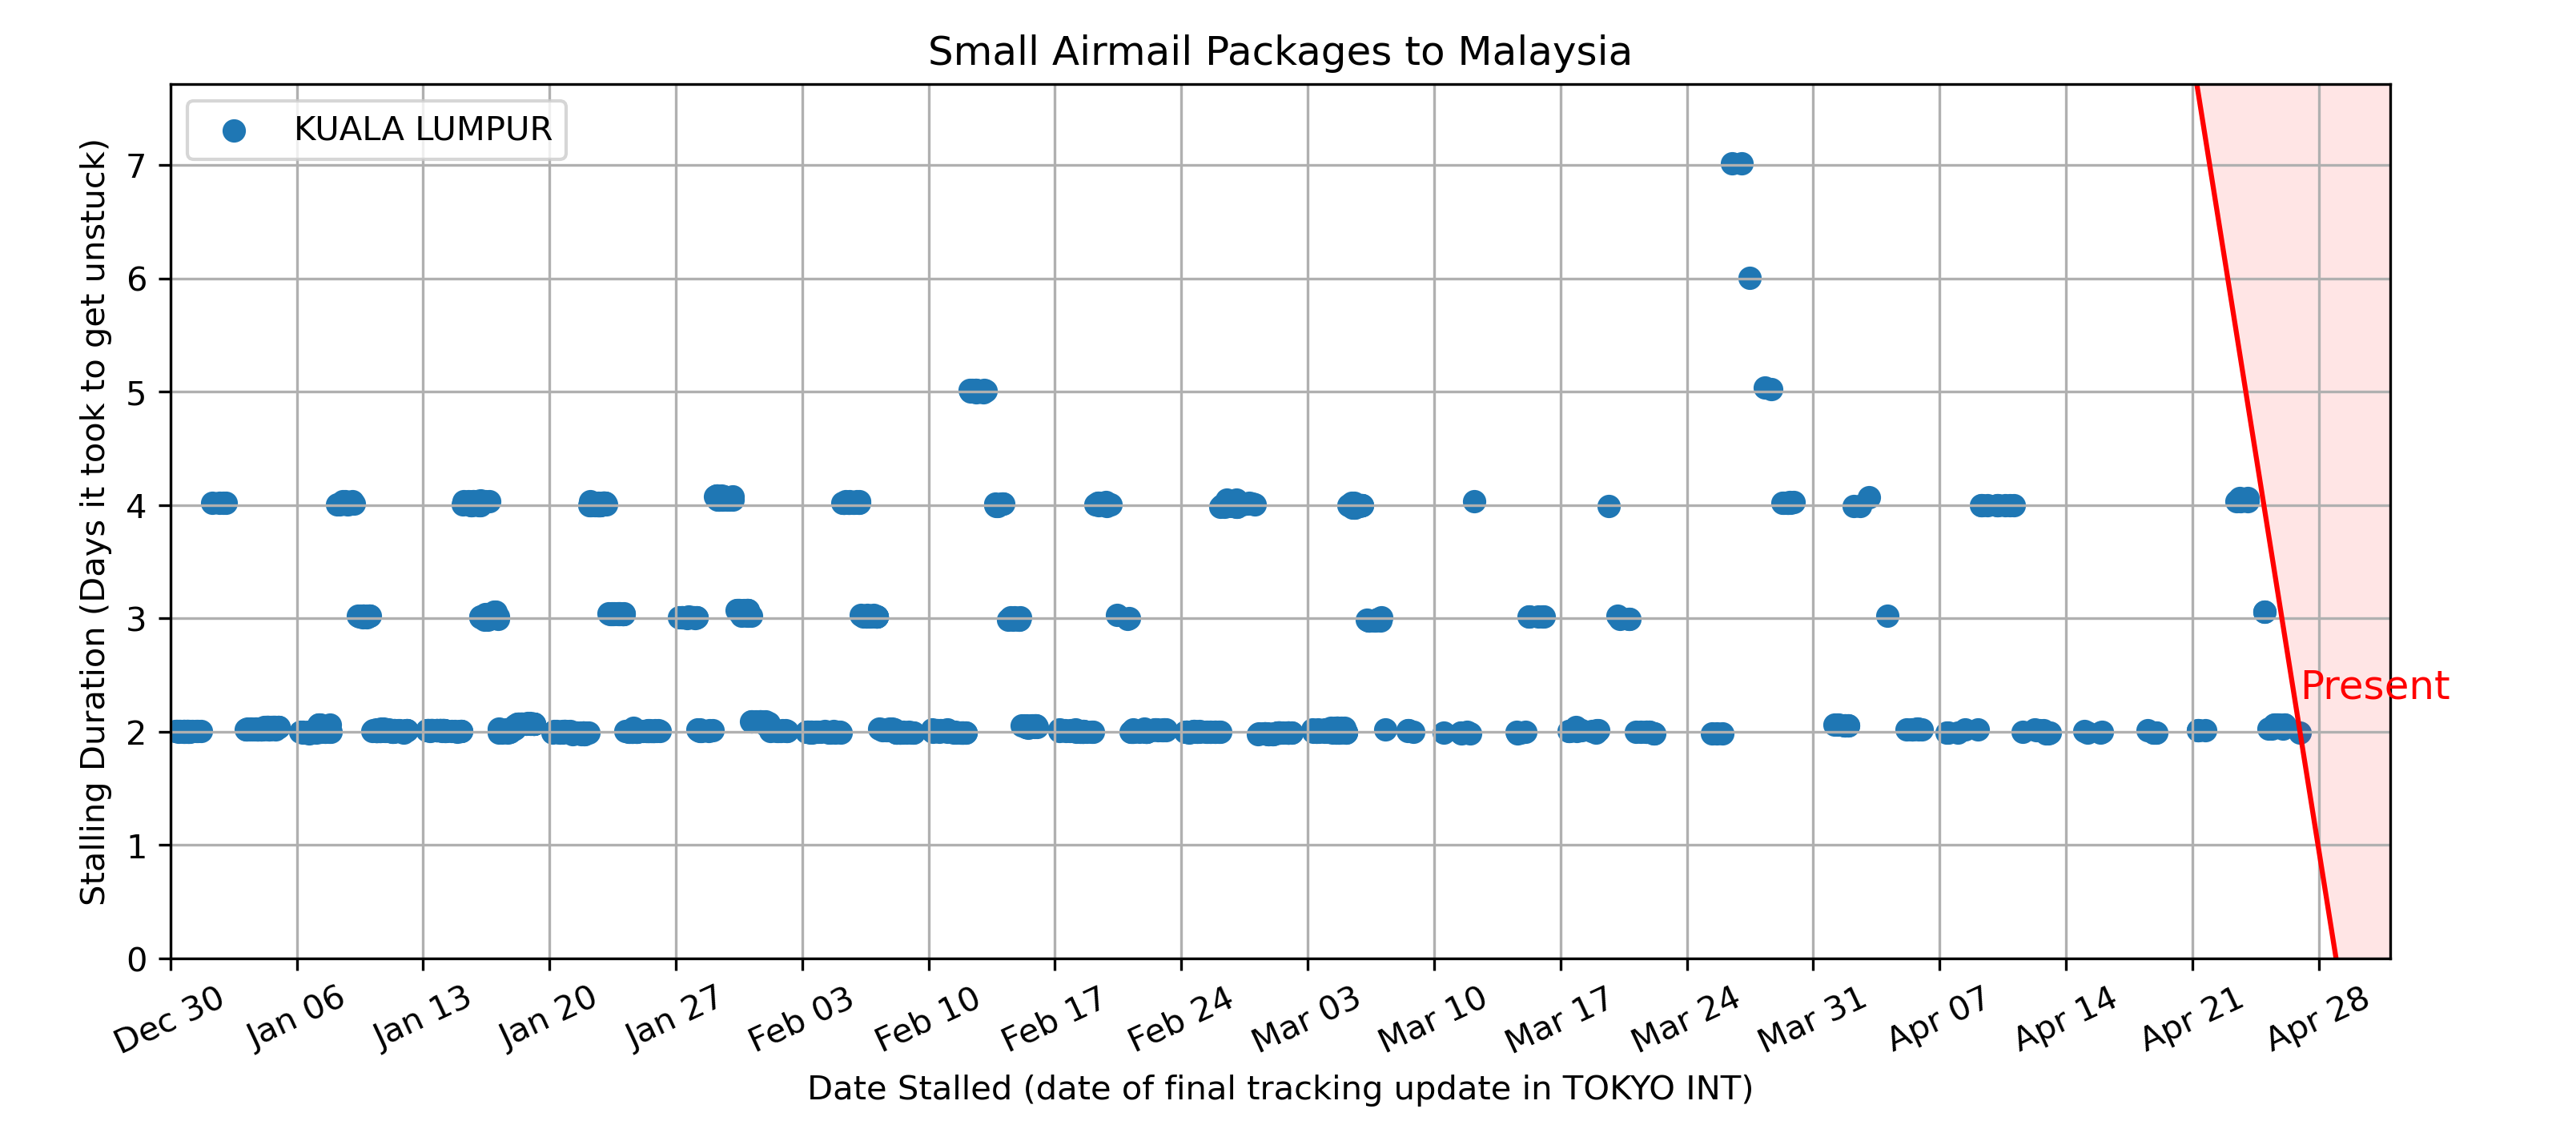 Small Airmail Packages to Malaysia
KUALA LUMPUR
Stalling Duration (Days it took to get unstuck)
7
6
5
4
3
2
1
0
Present
Dec 30
Jan 06
Jan 13
Jan 20
Jan 27
Feb 03
Feb 10
Feb 17
Feb 24
Mar 03
Mar 10
Mar 17
Mar 24
Mar 31
Apr 07
Apr 14
Apr 21
Apr 28
Date Stalled (date of final tracking update in TOKYO INT)